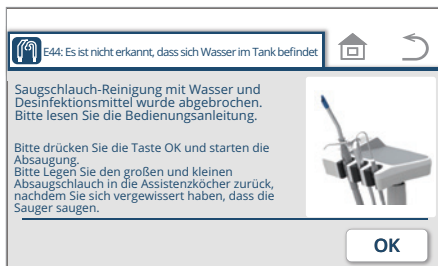 E44: Es ist nicht erkannt, dass sich Wasser im Tank befindet
Saugschlauch-Reinigung mit Wasser und
Desinfektionsmittel wurde abgebrochen.
Bitte lesen Sie die Bedienungsanleitung.
Bitte drücken Sie die Taste OK und starten die
Absaugung.
Bitte Legen Sie den großen und kleinen
Absaugschlauch in die Assistenzköcher zurück,
nachdem Sie sich vergewissert haben, dass die
Sauger saugen.
OK